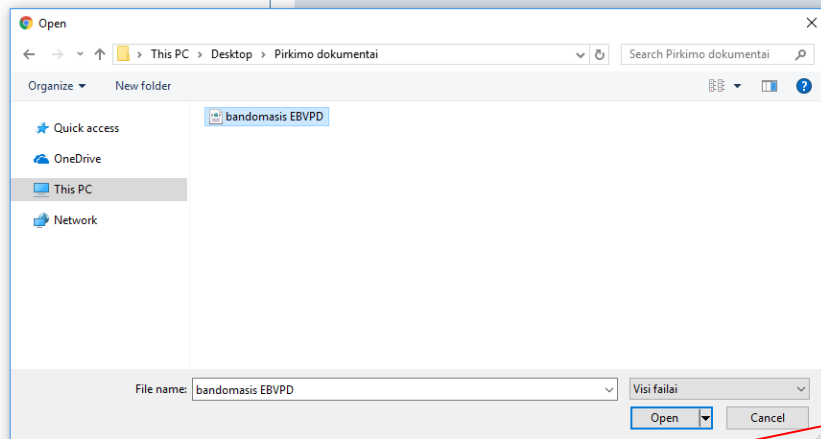 Open
This PC > Desktop > Pirkimo dokumentai
Search Pirkimo dokumentai
Organize
New folder
Quick access
bandomasis EBVPD
OneDrive
This PC
Network
File name: bandomasis EBVPD
Visi failai
Open
Cancel